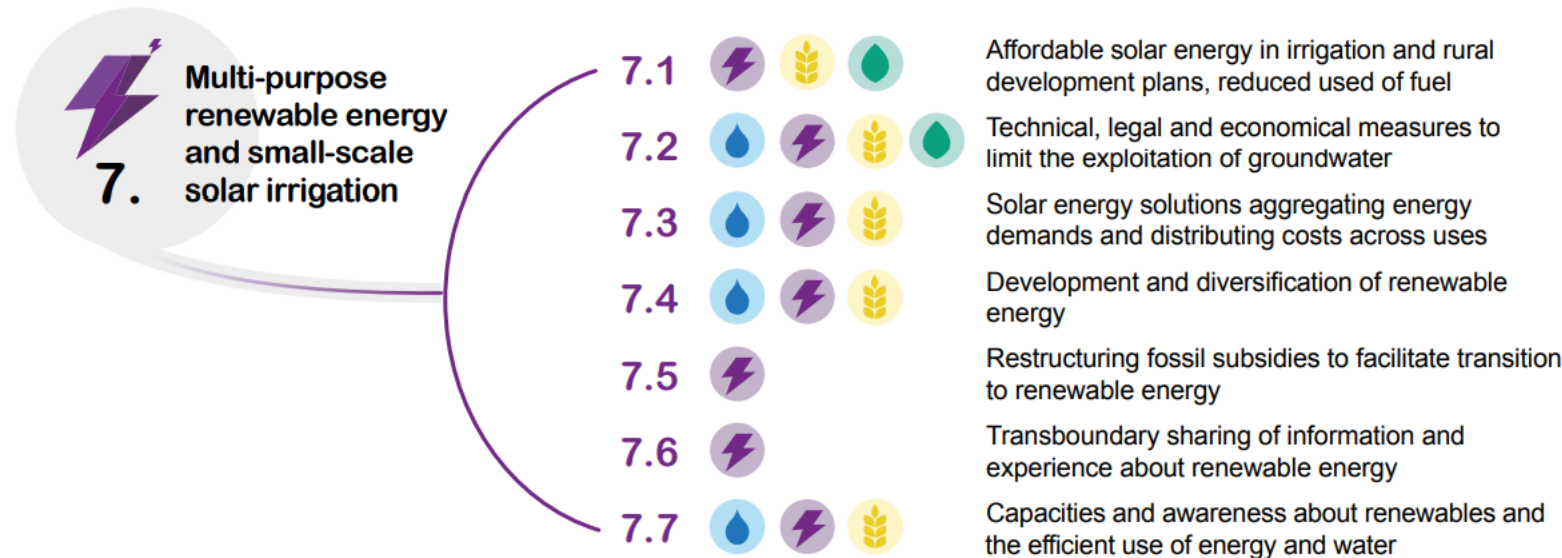 7.
Multi-purpose
renewable energy
and small-scale
solar irrigation
7.1
Affordable solar energy in irrigation and rural
development plans, reduced used of fuel
7.2
Technical, legal and economical measures to
limit the exploitation of groundwater
7.3
Solar energy solutions aggregating energy
demands and distributing costs across uses
7.4
Development and diversification of renewable
energy
7.5
Restructuring fossil subsidies to facilitate transition
to renewable energy
7.6
Transboundary sharing of information and
experience about renewable energy
7.7
Capacities and awareness about renewables and
the efficient use of energy and water